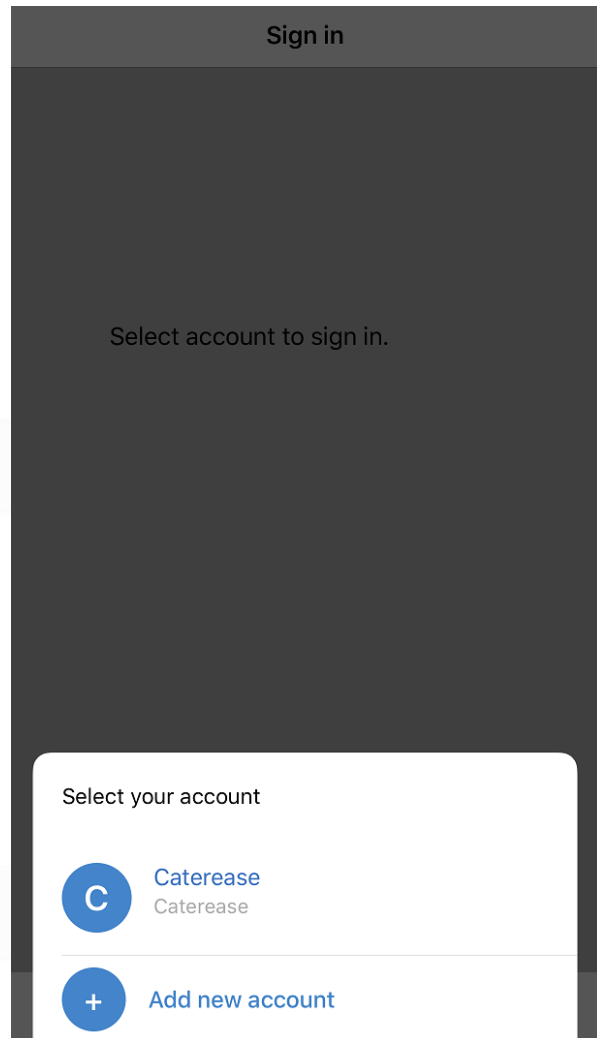 Sign in
Select account to sign in.
Select your account
C
Caterease
Caterease
+
Add new account